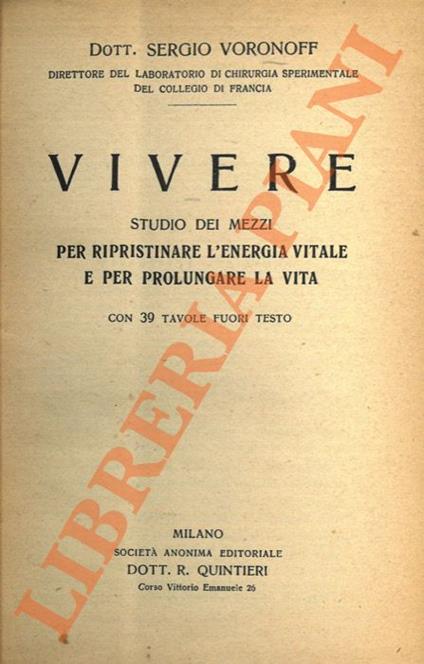 DOTT. SERGIO VORONOFF
DIRETTORE DEL LABORATORIO DI CHIRURGIA SPERIMENTALE
DEL COLLEGIO DI FRANCIA
VIVERE
STUDIO DEI MEZZI
PER RIPRISTINARE L'ENERGIA VITALE
E PER PROLUNGARE LA VITA
CON 39 TAVOLE FUORI TESTO
MILANO
SOCIETÀ ANONIMA EDITORIALE
DOTT. R. QUINTIERI
Corso Vittorio Emanuele 26
LIBRERIA PIANI